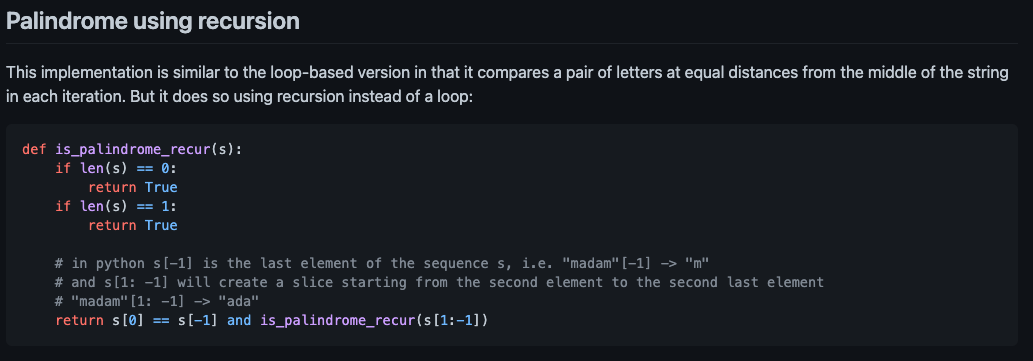 Palindrome using recursion
This implementation is similar to the loop-based version in that it compares a pair of letters at equal distances from the middle of the string
in each iteration. But it does so using recursion instead of a loop:
def is_palindrome_recur(s):
    if len(s) == 0:
        return True
    if len(s) == 1:
        return True
    # in python s[-1] is the last element of the sequence s, i.e. "madam"[-1] -> "m"
    # and s[1: -1] will create a slice starting from the second element to the second last element
    # "madam"[1: -1] -> "ada"
    return s[0] == s[-1] and is_palindrome_recur(s[1:-1])